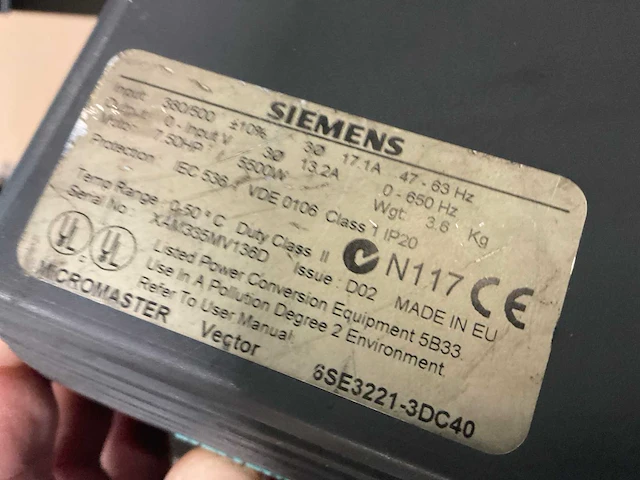 SIEMENS
Input: 380/500 ±10% 3Ø 17.1A 47 - 63 Hz
Output: 0 - Input V 3Ø 13.2A 0 - 650 Hz
Motor: 7.50HP 5500W Wgt: 3.6 Kg
Protection: IEC 536 / VDE 0106 Class 1 IP20
Temp Range: 0-50 °C Duty Class II N117 CE
Serial No: XAM335MV136D Issue: D02 MADE IN EU
UL UL Listed Power Conversion Equipment 5B33
Use In A Pollution Degree 2 Environment.
Refer To User Manual.
MICROMASTER Vector 6SE3221-3DC40